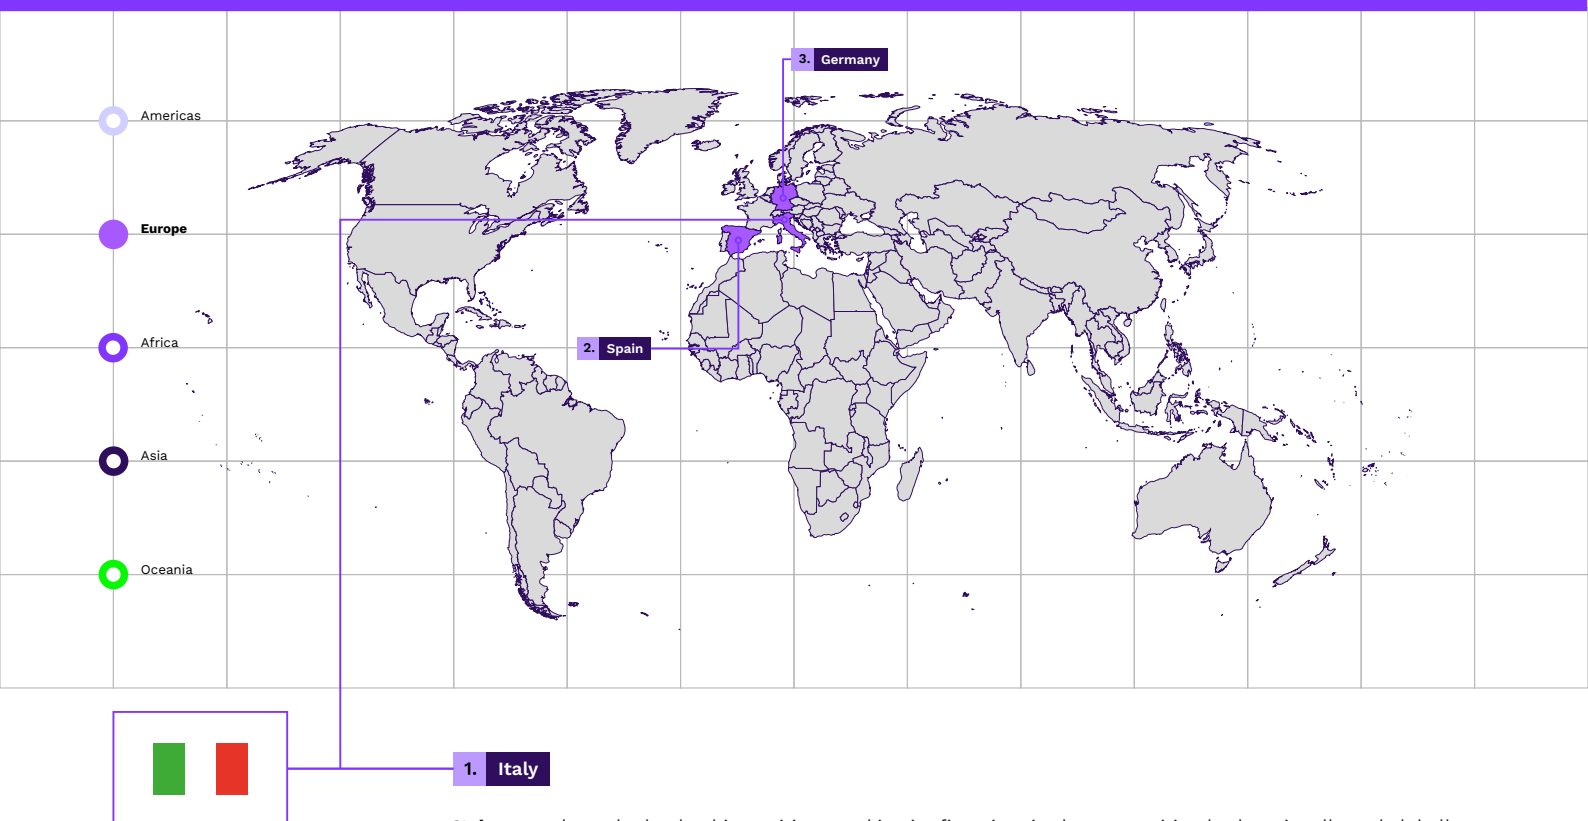 3. Germany
Americas
Europe
2. Spain
Africa
Asia
Oceania
1. Italy